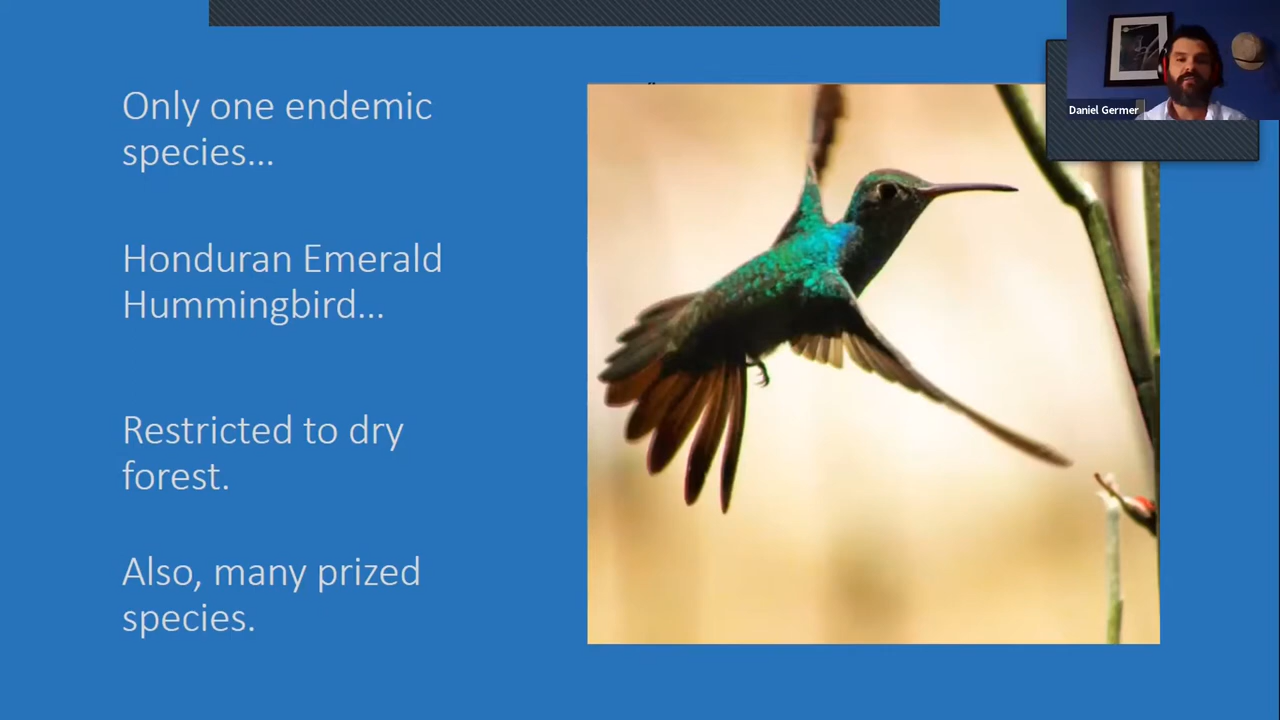 Only one endemic
species...
Honduran Emerald
Hummingbird...
Restricted to dry
forest.
Also, many prized
species.
Daniel Germer